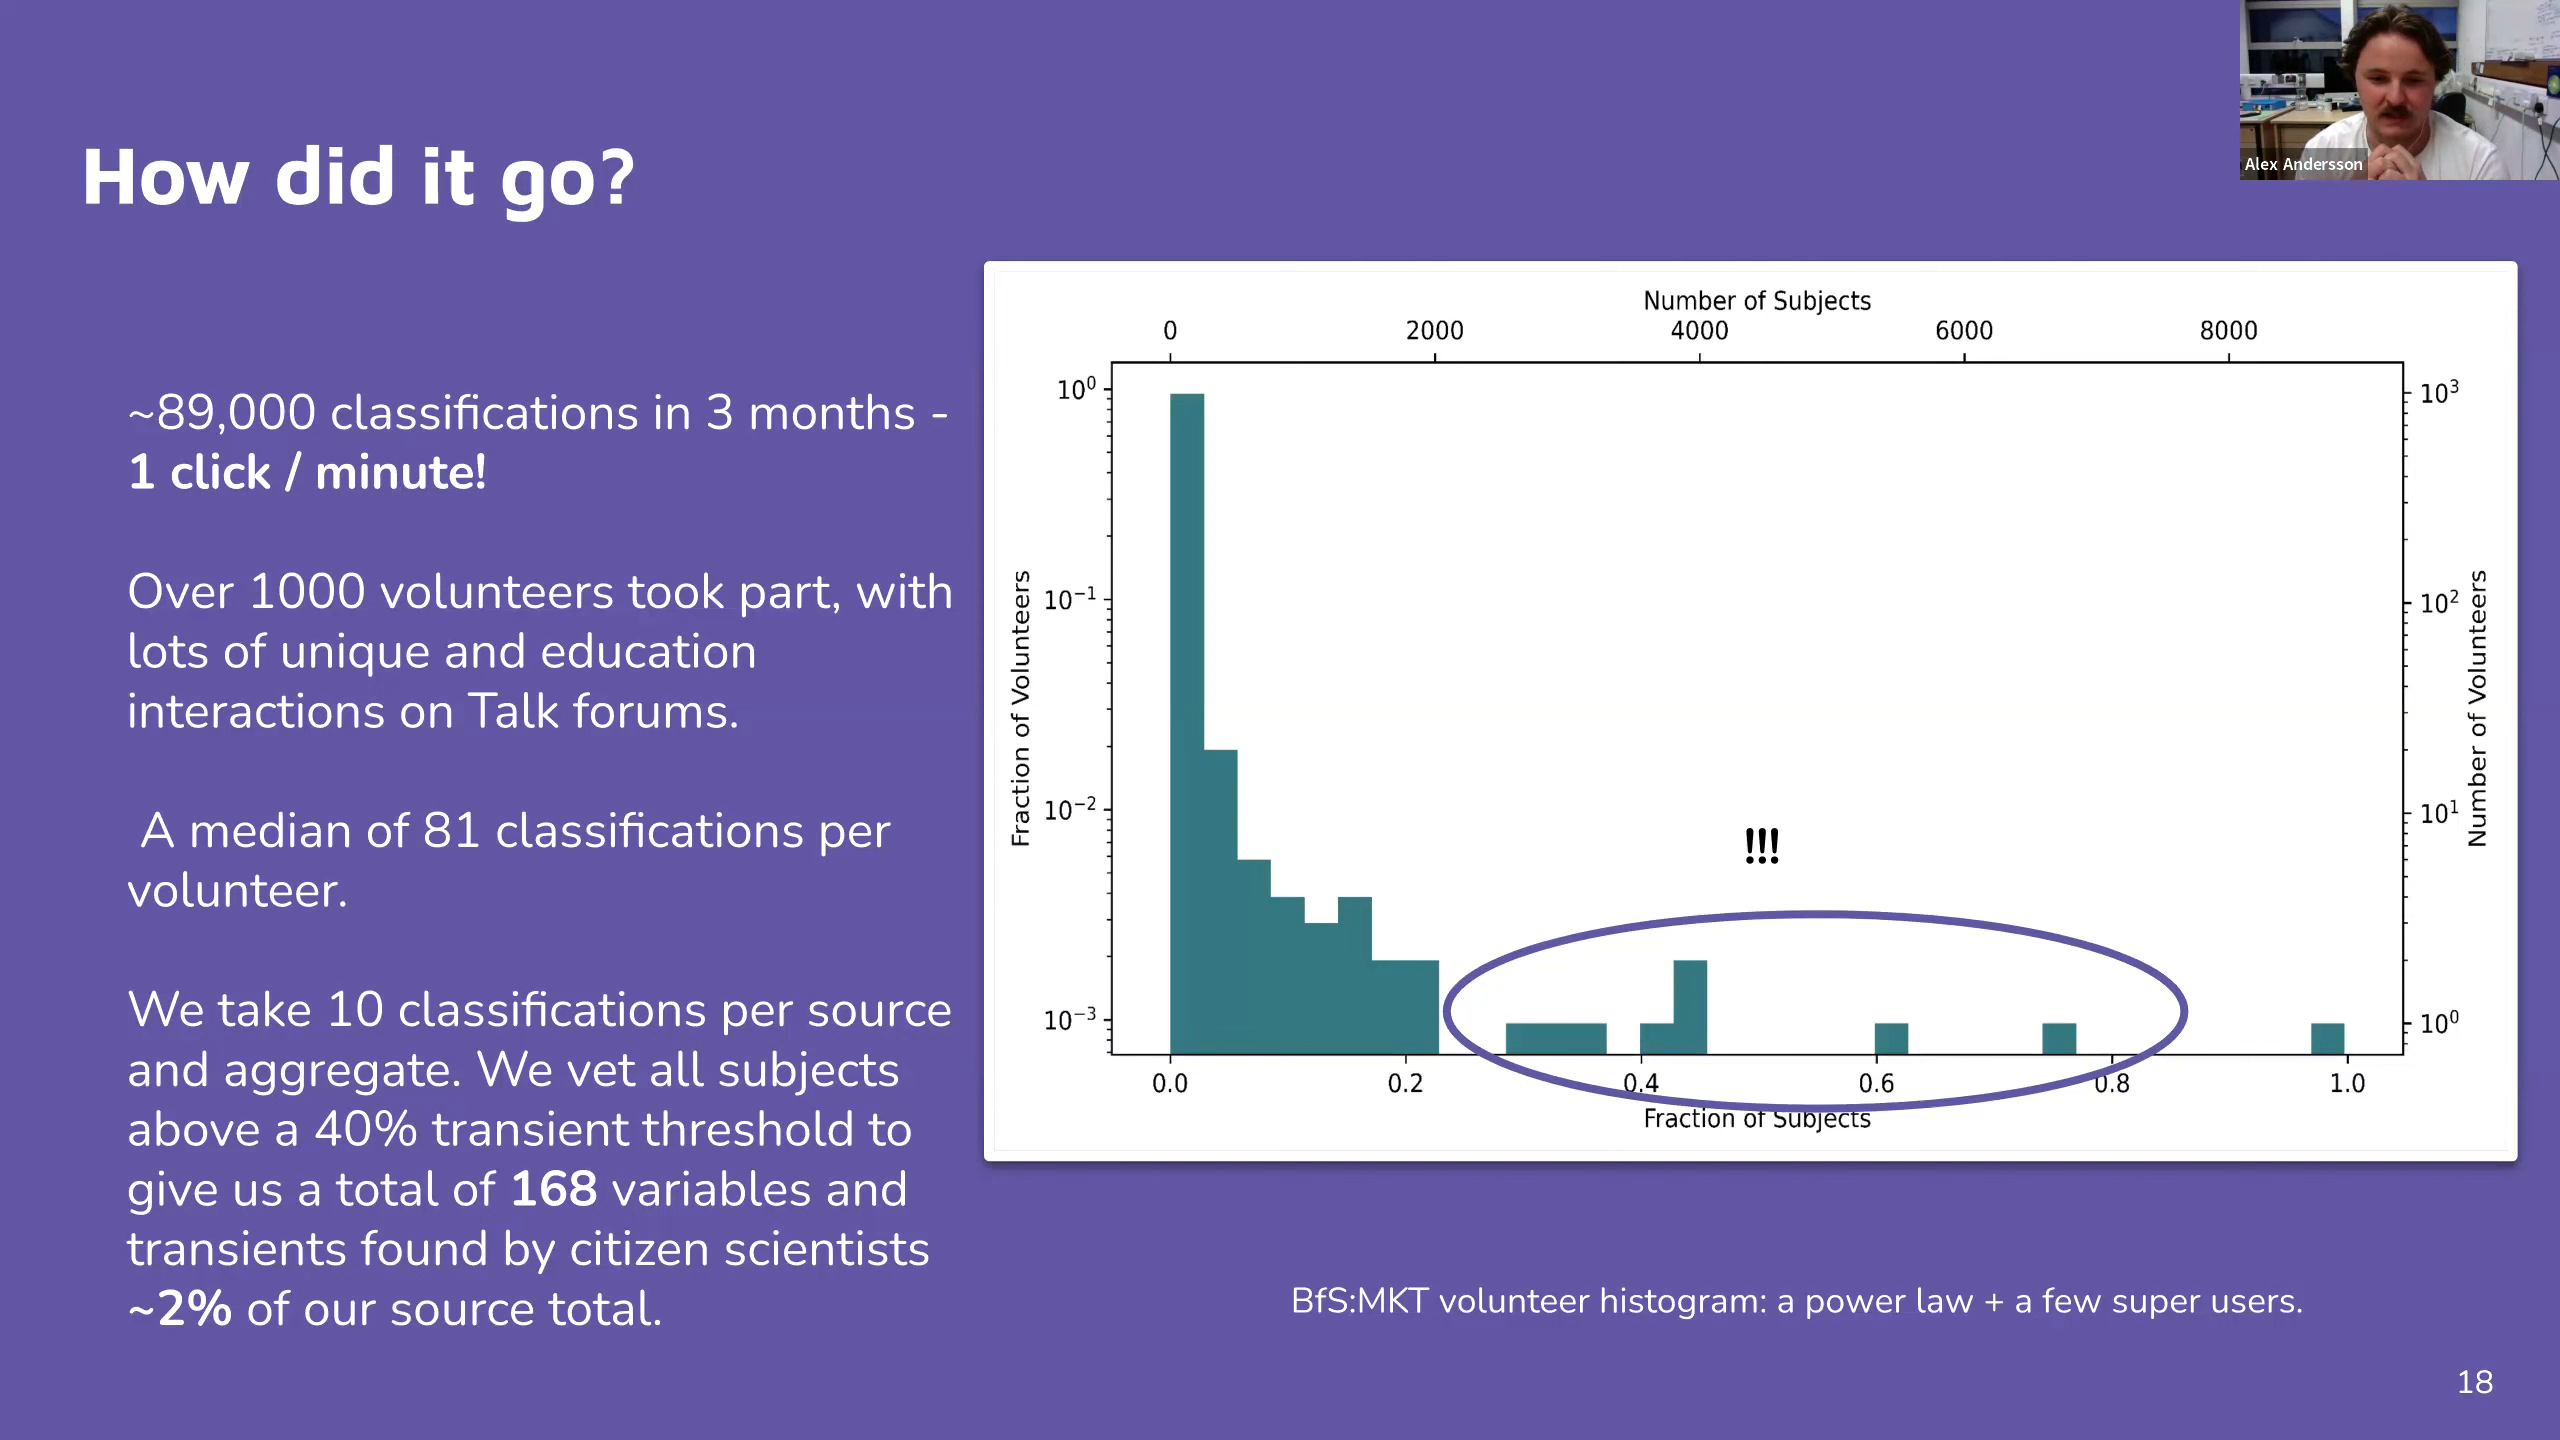 Alex Andersson
How did it go?
~89,000 classifications in 3 months -
1 click / minute!
Over 1000 volunteers took part, with
lots of unique and education
interactions on Talk forums.
A median of 81 classifications per
volunteer.
We take 10 classifications per source
and aggregate. We vet all subjects
above a 40% transient threshold to
give us a total of 168 variables and
transients found by citizen scientists
~2% of our source total.
Number of Subjects
0 2000 4000 6000 8000
10⁰ 10³
10⁻¹ 10²
10⁻² 10¹
10⁻³ 10⁰
Fraction of Volunteers
Number of Volunteers
!!!
0.0 0.2 0.4 0.6 0.8 1.0
Fraction of Subjects
BfS:MKT volunteer histogram: a power law + a few super users.
18